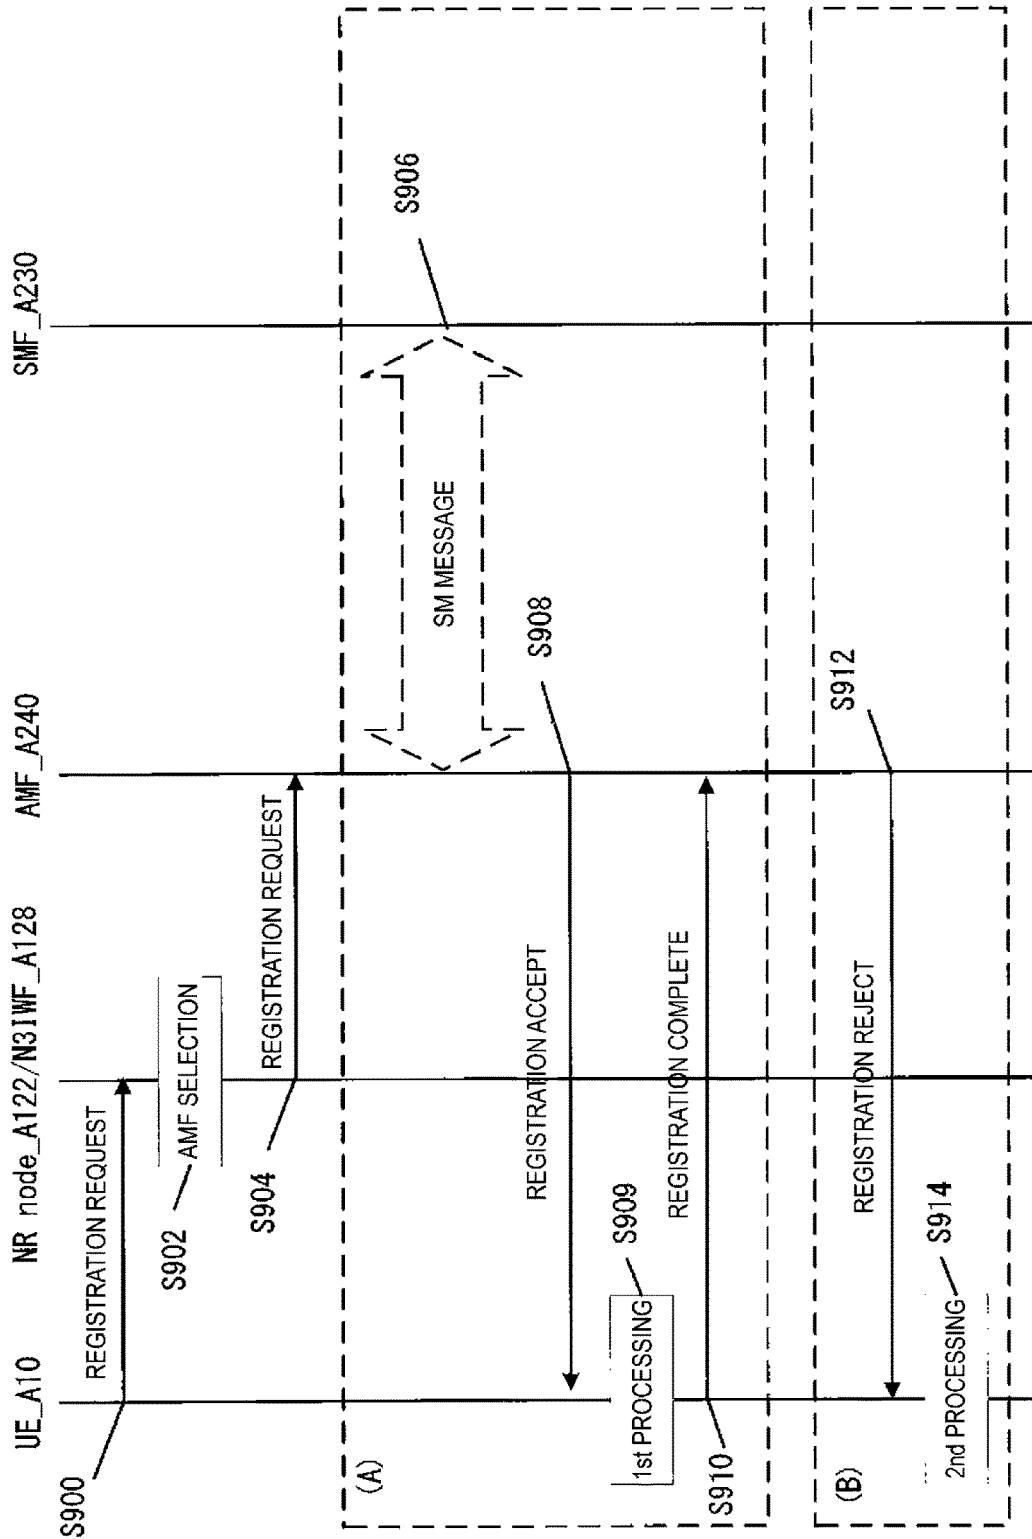 UE_A10
NR node_A122/N3IWF_A128
AMF_A240
SMF_A230
S900
REGISTRATION REQUEST
S902
AMF SELECTION
S904
REGISTRATION REQUEST
(A)
SM MESSAGE
S906
REGISTRATION ACCEPT
S908
1st PROCESSING
S909
S910
REGISTRATION COMPLETE
(B)
REGISTRATION REJECT
S912
2nd PROCESSING
S914